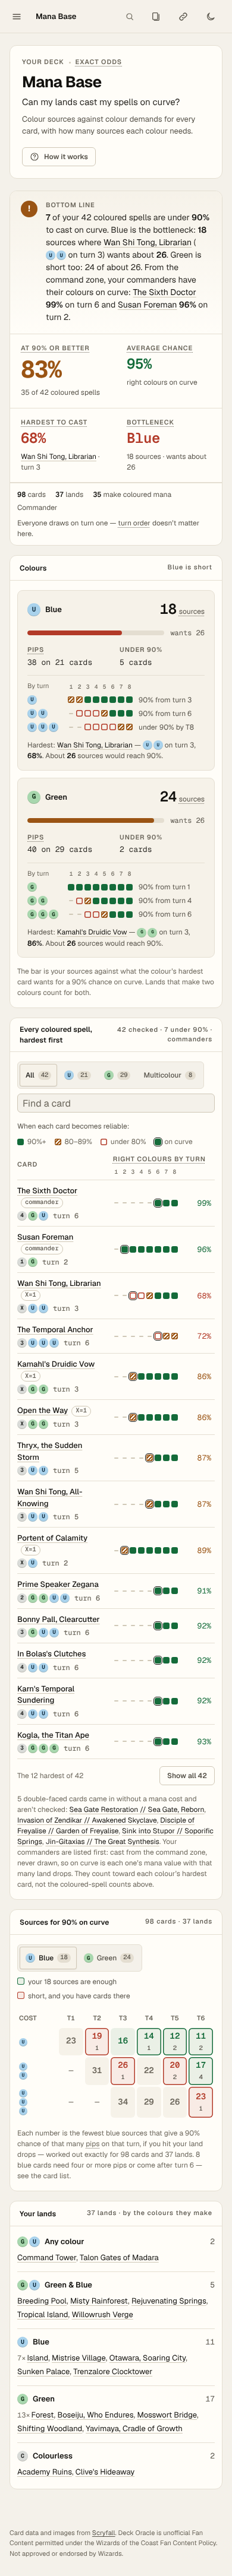 Mana Base
YOUR DECK · EXACT ODDS
Mana Base
Can my lands cast my spells on curve?
Colour sources against colour demands for every
card, with how many sources each colour needs.
How it works
BOTTOM LINE
7 of your 42 coloured spells are under 90%
to cast on curve. Blue is the bottleneck: 18
sources where Wan Shi Tong, Librarian (
U U on turn 3) wants about 26. Green is
short too: 24 of about 26. From the
command zone, your commanders have
their colours on curve: The Sixth Doctor
99% on turn 6 and Susan Foreman 96% on
turn 2.
AT 90% OR BETTER
83%
35 of 42 coloured spells
AVERAGE CHANCE
95%
right colours on curve
HARDEST TO CAST
68%
Wan Shi Tong, Librarian ·
turn 3
BOTTLENECK
Blue
18 sources · wants about
26
98 cards 37 lands 35 make coloured mana
Commander
Everyone draws on turn one — turn order doesn't matter
here.
Colours Blue is short
U Blue 18 sources
wants 26
PIPS UNDER 90%
38 on 21 cards 5 cards
By turn 1 2 3 4 5 6 7 8
U 90% from turn 3
U U – 90% from turn 6
U U U – – under 90% by T8
Hardest: Wan Shi Tong, Librarian — U U on turn 3,
68%. About 26 sources would reach 90%.
G Green 24 sources
wants 26
PIPS UNDER 90%
40 on 29 cards 2 cards
By turn 1 2 3 4 5 6 7 8
G 90% from turn 1
G G – 90% from turn 4
G G G – – 90% from turn 6
Hardest: Kamahl's Druidic Vow — G G on turn 3,
86%. About 26 sources would reach 90%.
The bar is your sources against what the colour's hardest
card wants for a 90% chance on curve. Lands that make two
colours count for both.
Every coloured spell, 42 checked · 7 under 90% ·
hardest first commanders
All 42 U 21 G 29 Multicolour 8
Find a card
When each card becomes reliable:
90%+ 80–89% under 80% on curve
CARD RIGHT COLOURS BY TURN
1 2 3 4 5 6 7 8
The Sixth Doctor
commander – – – – – 99%
4 G U turn 6
Susan Foreman
commander – 96%
1 G turn 2
Wan Shi Tong, Librarian
X=1 – – 68%
X U U turn 3
The Temporal Anchor – – – – – 72%
3 U U U turn 6
Kamahl's Druidic Vow
X=1 – – 86%
X G G turn 3
Open the Way X=1 – – 86%
X G G turn 3
Thryx, the Sudden
Storm – – – – 87%
3 U U turn 5
Wan Shi Tong, All-
Knowing – – – – 87%
3 U U turn 5
Portent of Calamity
X=1 – 89%
X U turn 2
Prime Speaker Zegana – – – – – 91%
2 G G U U turn 6
Bonny Pall, Clearcutter – – – – – 92%
3 G U U turn 6
In Bolas's Clutches – – – – – 92%
4 U U turn 6
Karn's Temporal
Sundering – – – – – 92%
4 U U turn 6
Kogla, the Titan Ape – – – – – 93%
3 G G G turn 6
The 12 hardest of 42 Show all 42
5 double-faced cards came in without a mana cost and
aren't checked: Sea Gate Restoration // Sea Gate, Reborn,
Invasion of Zendikar // Awakened Skyclave, Disciple of
Freyalise // Garden of Freyalise, Sink into Stupor // Soporific
Springs, Jin-Gitaxias // The Great Synthesis. Your
commanders are listed first: cast from the command zone,
never drawn, so on curve is each one's mana value with that
many land drops. They count toward each colour's hardest
card, not the coloured-spell counts above.
Sources for 90% on curve 98 cards · 37 lands
U Blue 18 G Green 24
your 18 sources are enough
short, and you have cards there
COST T1 T2 T3 T4 T5 T6
U 23 19 1 16 14 1 12 2 11 2
U U – 31 26 1 22 20 2 17 4
U U U – – 34 29 26 23 1
Each number is the fewest blue sources that give a 90%
chance of that many pips on that turn, if you hit your land
drops — worked out exactly for 98 cards and 37 lands. 8
blue cards need four or more pips or come after turn 6 —
see the card list.
Your lands 37 lands · by the colours they make
G U Any colour 2
Command Tower, Talon Gates of Madara
G U Green & Blue 5
Breeding Pool, Misty Rainforest, Rejuvenating Springs,
Tropical Island, Willowrush Verge
U Blue 11
7× Island, Mistrise Village, Otawara, Soaring City,
Sunken Palace, Trenzalore Clocktower
G Green 17
13× Forest, Boseiju, Who Endures, Mosswort Bridge,
Shifting Woodland, Yavimaya, Cradle of Growth
C Colourless 2
Academy Ruins, Clive's Hideaway
Card data and images from Scryfall. Deck Oracle is unofficial Fan
Content permitted under the Wizards of the Coast Fan Content Policy.
Not approved or endorsed by Wizards.